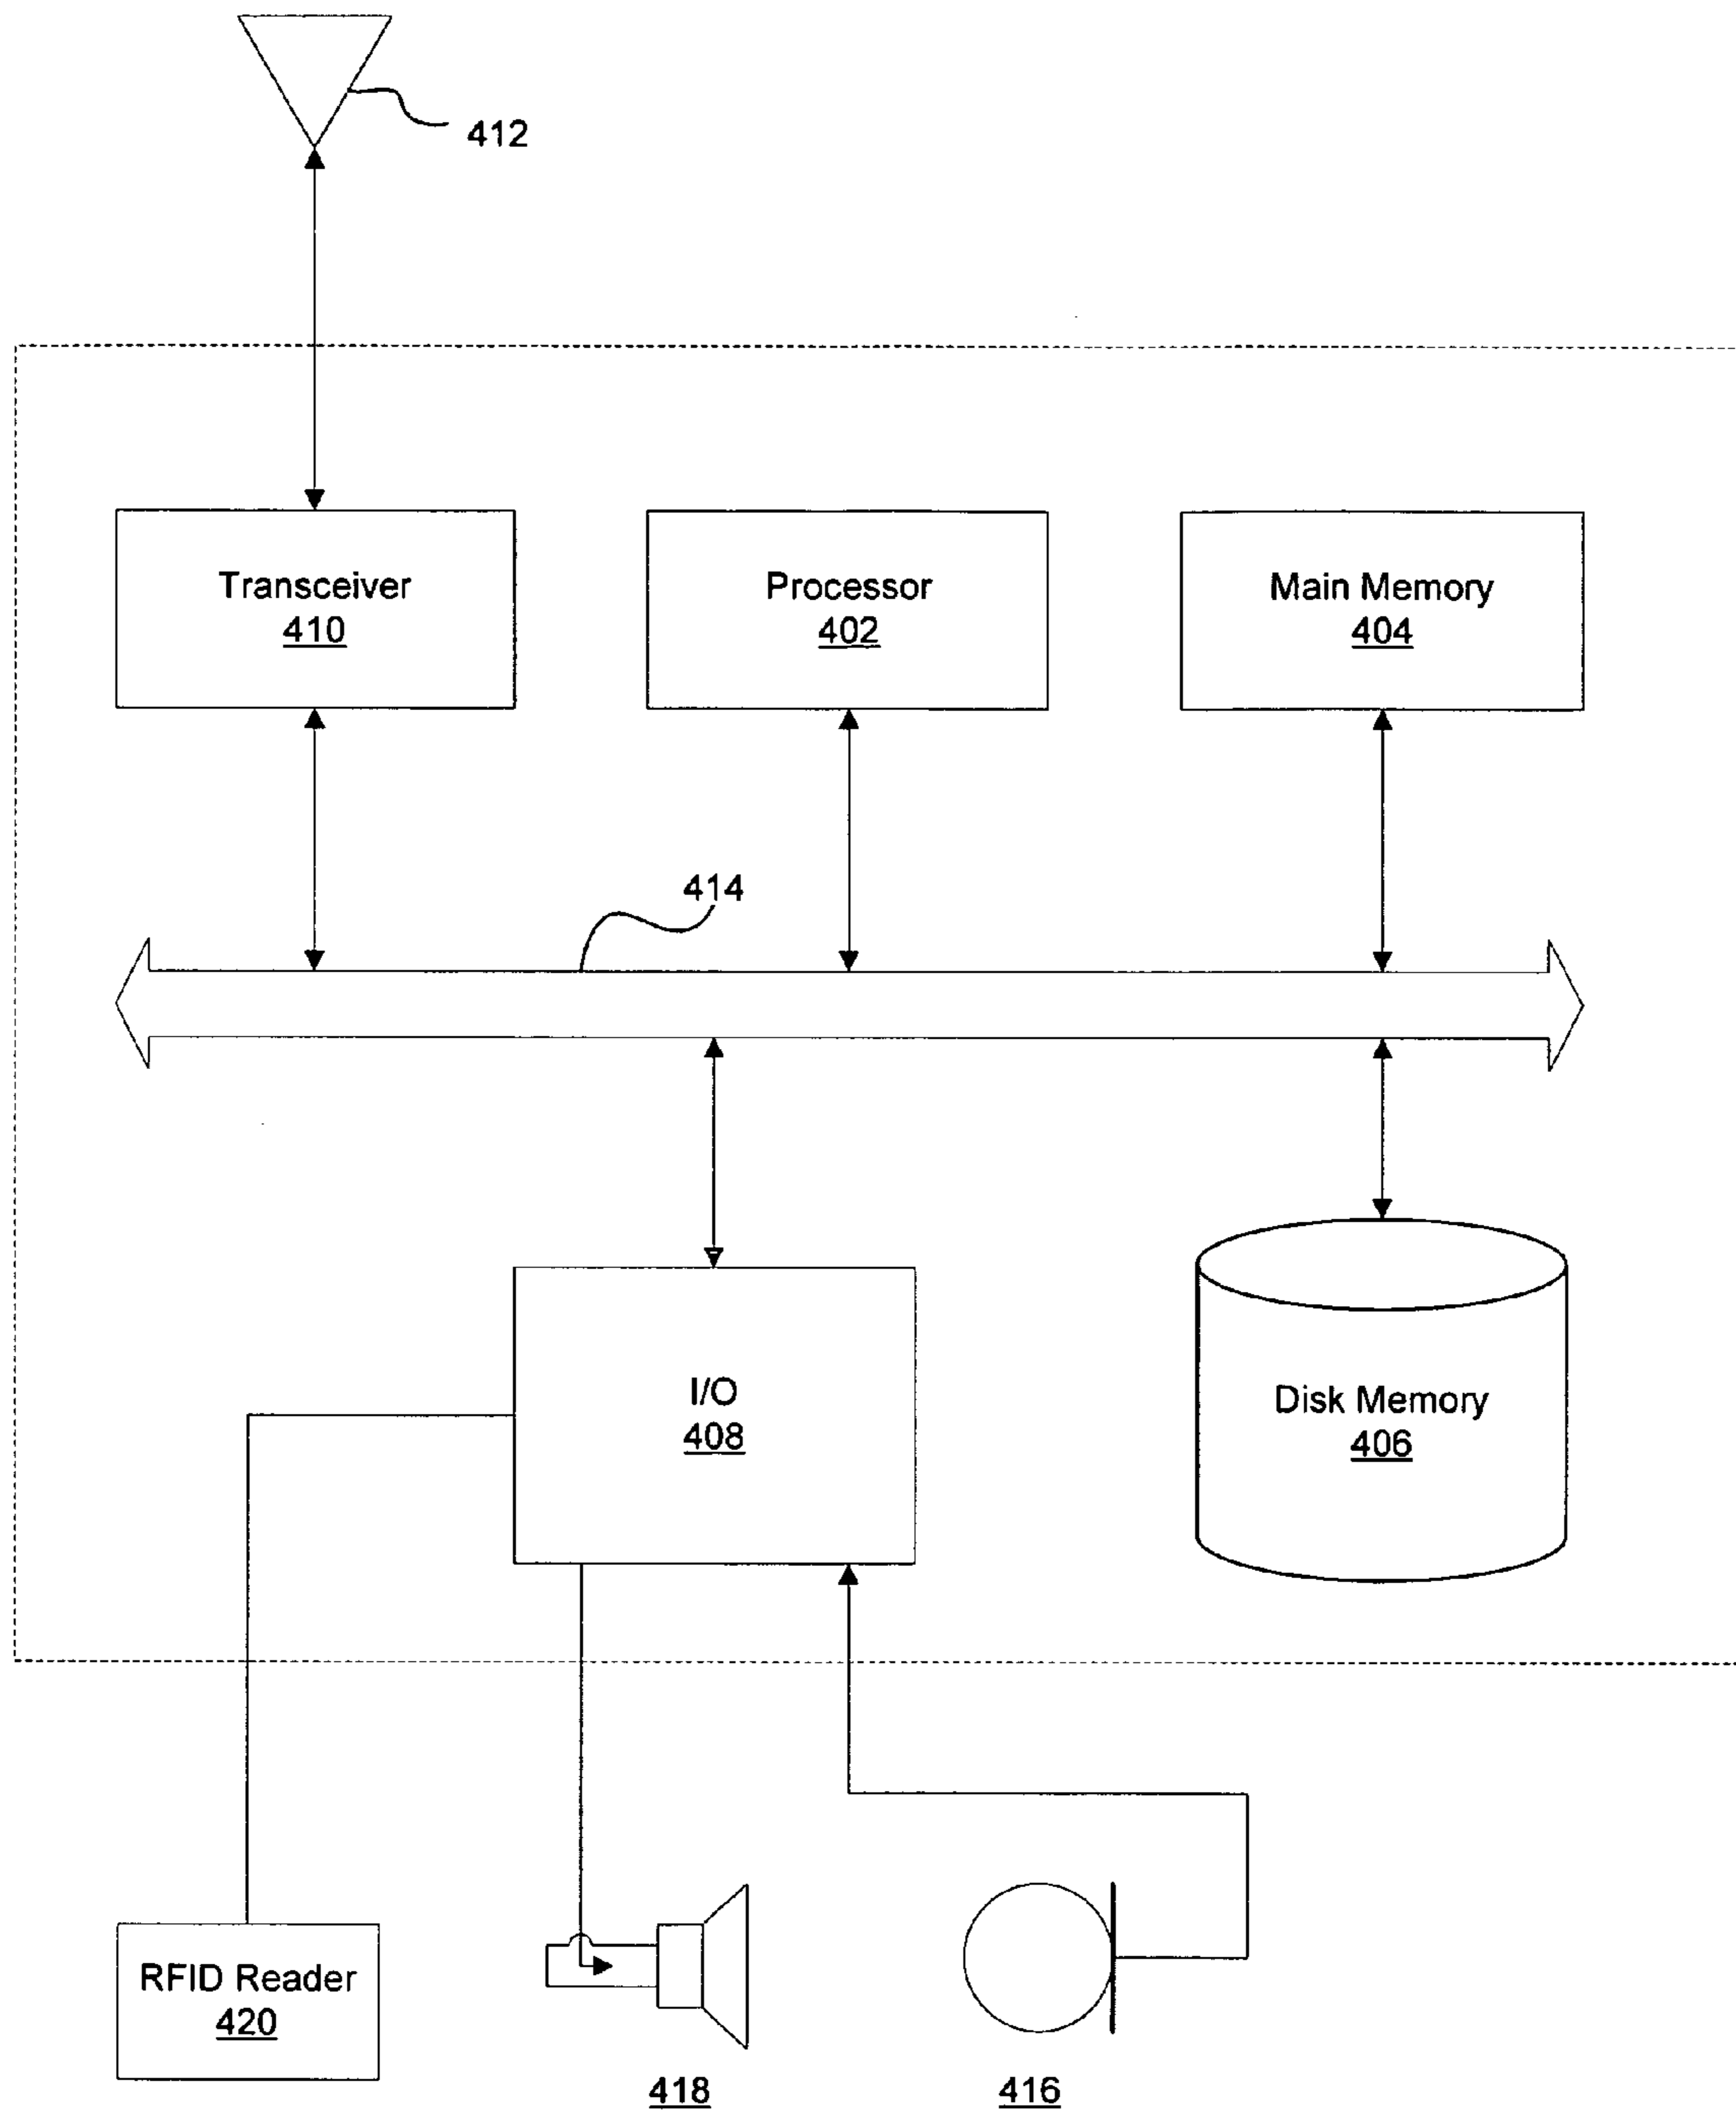 412
Transceiver
410
Processor
402
Main Memory
404
414
I/O
408
Disk Memory
406
RFID Reader
420
418
416